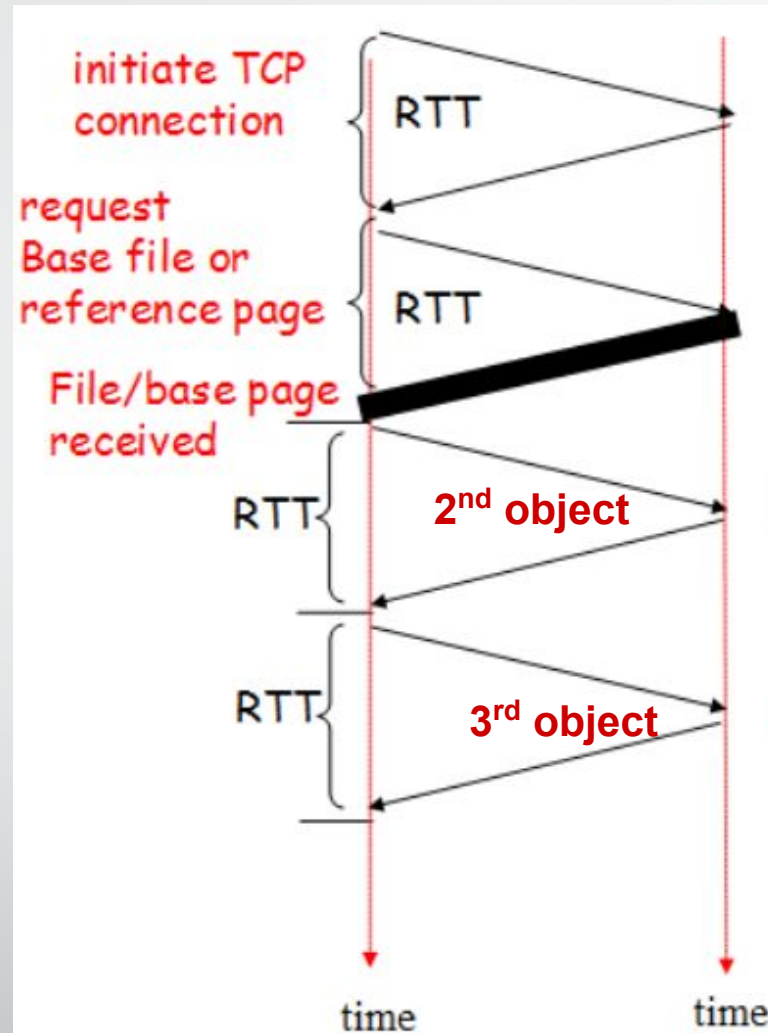 initiate TCP
connection
RTT
request
Base file or
reference page
RTT
File/base page
received
RTT
2nd object
RTT
3rd object
time
time